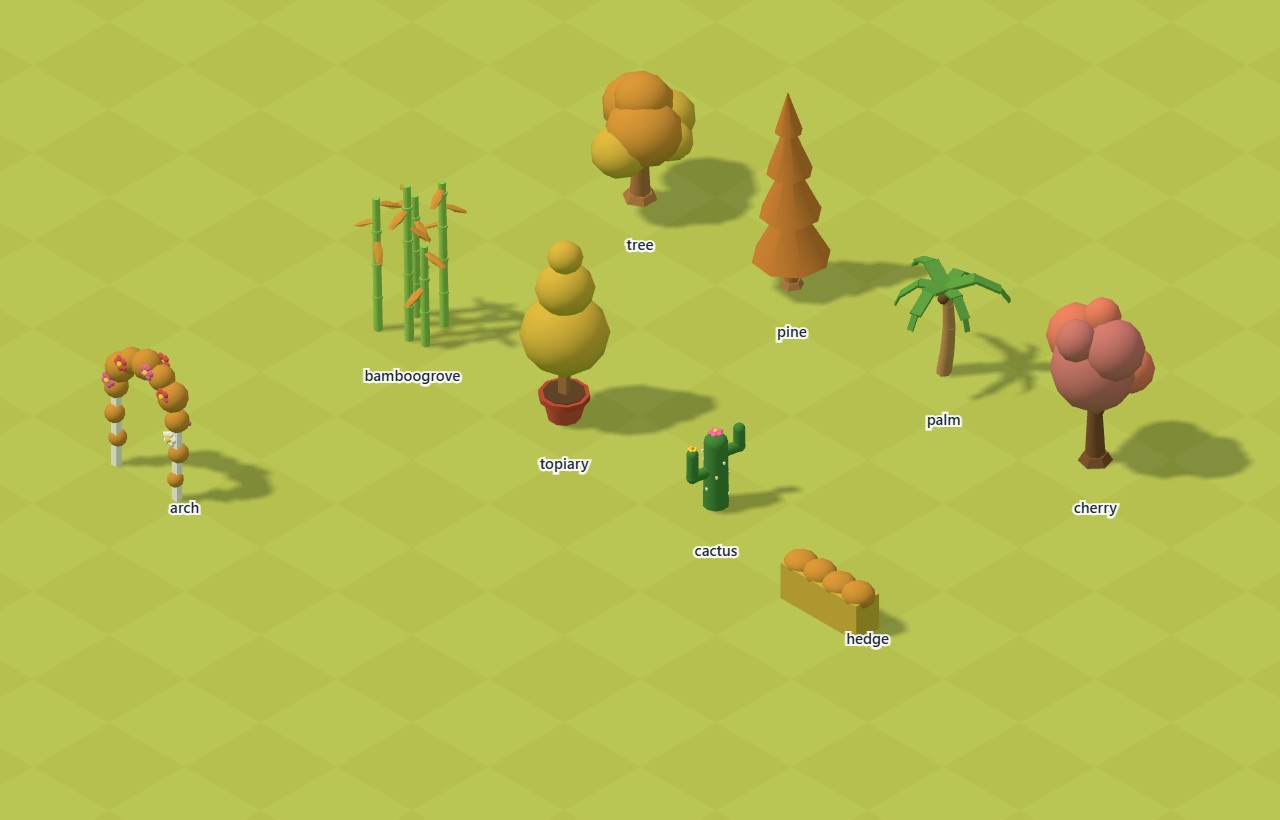 tree
pine
bamboogrove
palm
topiary
arch
cherry
cactus
hedge